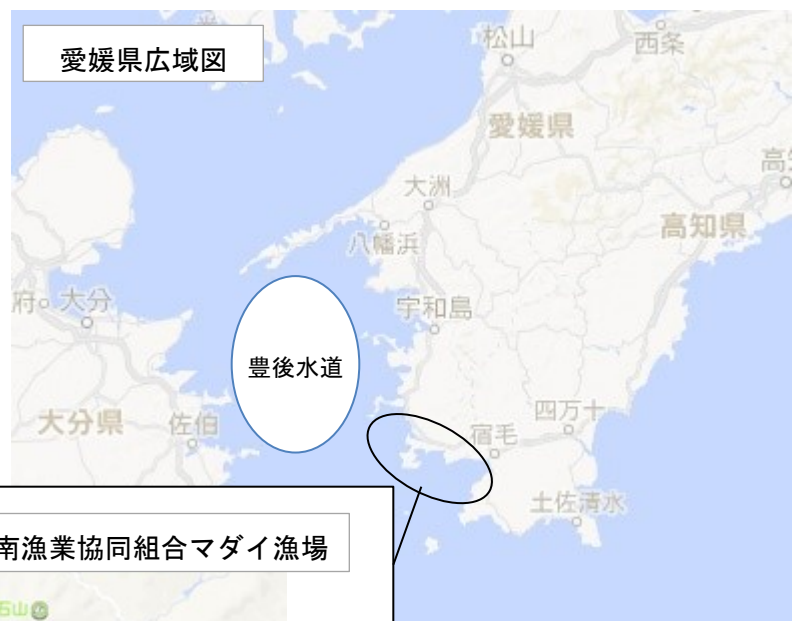 愛媛県広域図
松山
西条
愛媛県
大洲
高知県
八幡浜
大分
宇和島
豊後水道
大分県
佐伯
四万十
宿毛
土佐清水
南漁業協同組合マダイ漁場